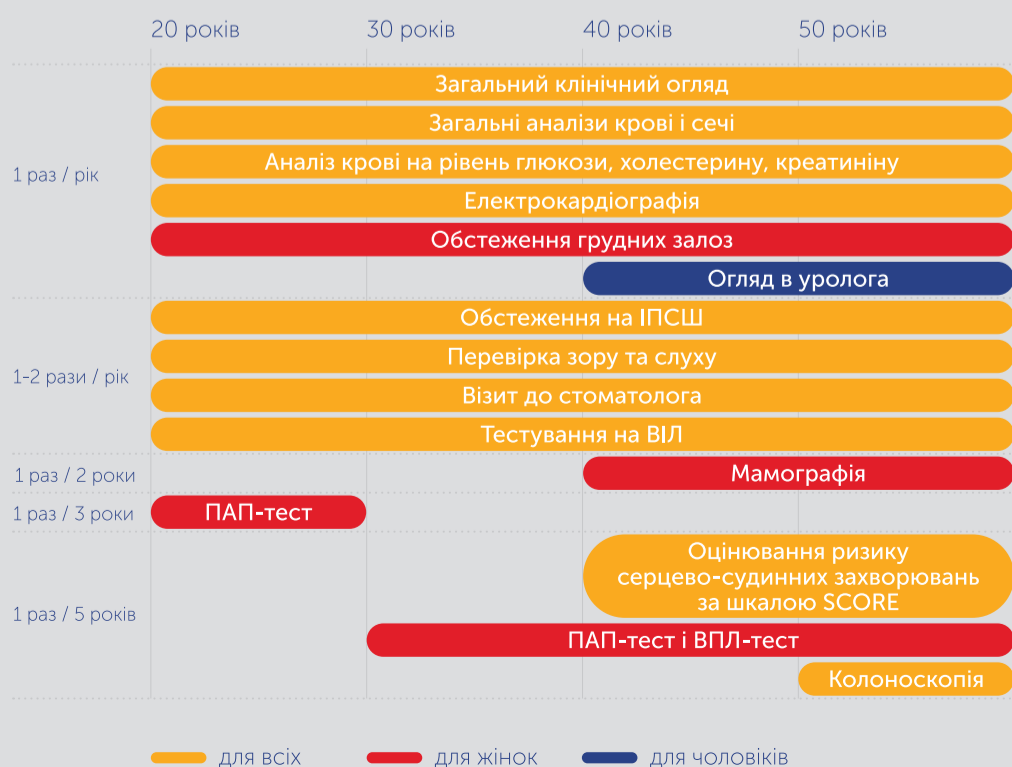 20 років
30 років
40 років
50 років
1 раз / рік
Загальний клінічний огляд
Загальні аналізи крові і сечі
Аналіз крові на рівень глюкози, холестерину, креатиніну
Електрокардіографія
Обстеження грудних залоз
Огляд в уролога
1-2 рази / рік
Обстеження на ІПСШ
Перевірка зору та слуху
Візит до стоматолога
Тестування на ВІЛ
1 раз / 2 роки
Мамографія
1 раз / 3 роки
ПАП-тест
1 раз / 5 років
Оцінювання ризику
серцево-судинних захворювань
за шкалою SCORE
ПАП-тест і ВПЛ-тест
Колоноскопія
для всіх
для жінок
для чоловіків